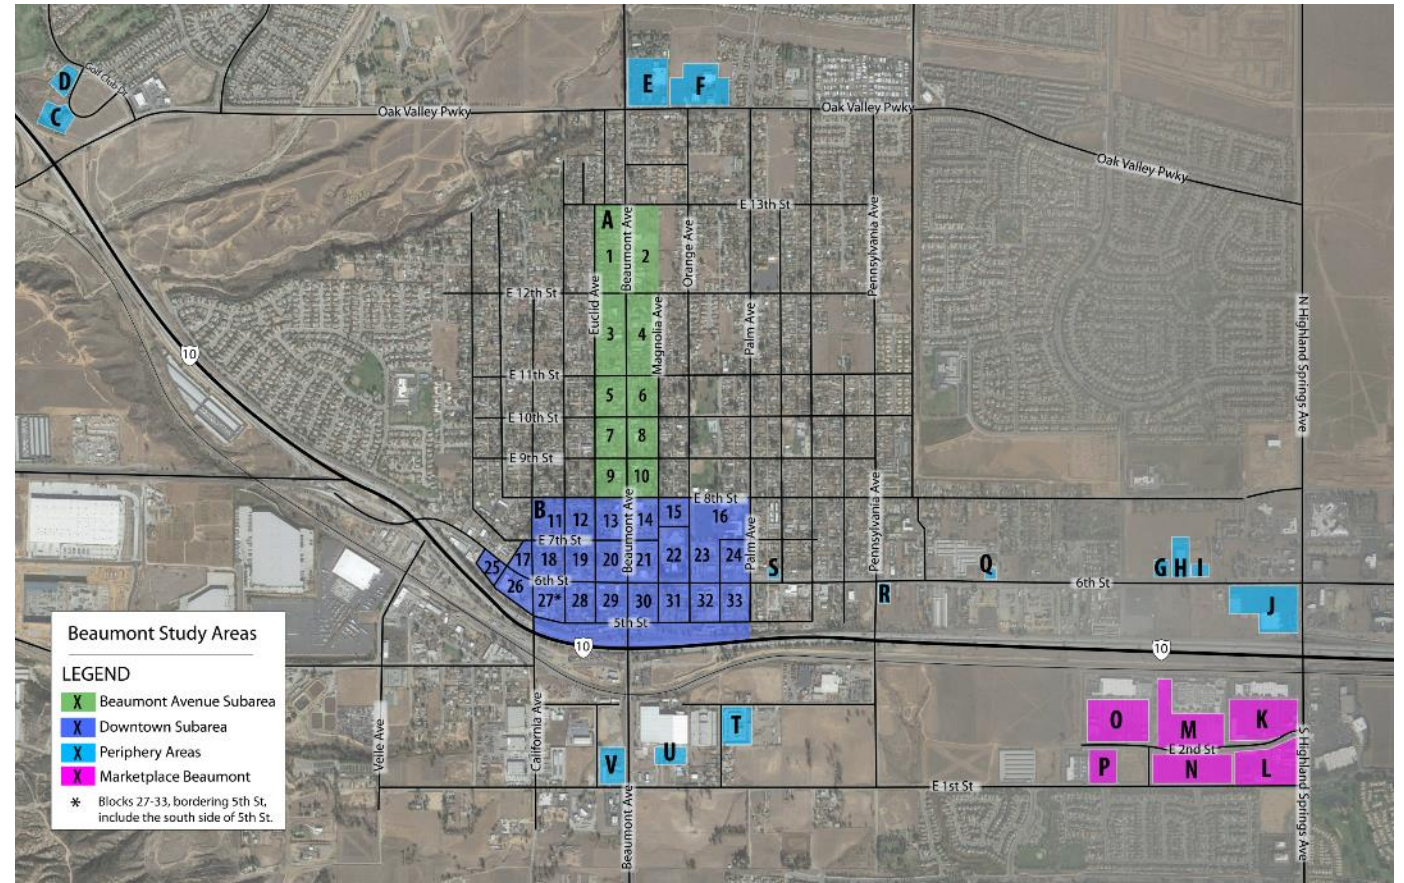 D
Golf Club Dr
C
E
F
Oak Valley Pwky
Oak Valley Pwky
Oak Valley Pwky
E 13th St
A
1
2
Beaumont Ave
Orange Ave
Pennsylvania Ave
E 12th St
Euclid Ave
3
4
Magnolia Ave
Palm Ave
N Highland Springs Ave
10
E 11th St
5
6
E 10th St
7
8
E 9th St
9
10
E 8th St
B
11
12
13
14
15
16
Beaumont Ave
Palm Ave
Pennsylvania Ave
E 7th St
17
18
19
20
21
22
23
24
25
26
S
Q
G
H
I
6th St
6th St
27*
28
29
30
31
32
33
R
J
5th St
10
10
Beaumont Study Areas
LEGEND
X Beaumont Avenue Subarea
X Downtown Subarea
X Periphery Areas
X Marketplace Beaumont
* Blocks 27-33, bordering 5th St,
include the south side of 5th St.
Velie Ave
California Ave
Beaumont Ave
V
U
T
O
M
K
E 2nd St
P
N
L
E 1st St
S Highland Springs Ave